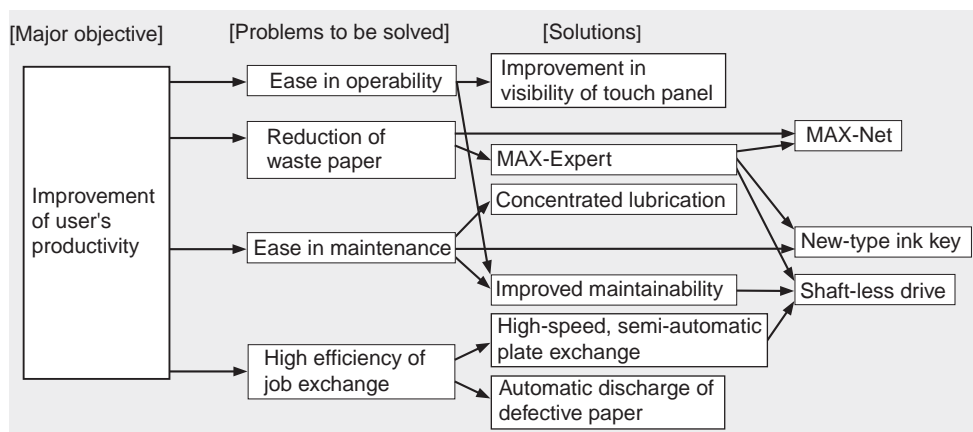 [Major objective]
[Problems to be solved]
[Solutions]
Improvement
of user's
productivity
Ease in operability
Reduction of
waste paper
Ease in maintenance
High efficiency of
job exchange
Improvement in
visibility of touch panel
MAX-Expert
Concentrated lubrication
Improved maintainability
High-speed, semi-automatic
plate exchange
Automatic discharge of
defective paper
MAX-Net
New-type ink key
Shaft-less drive